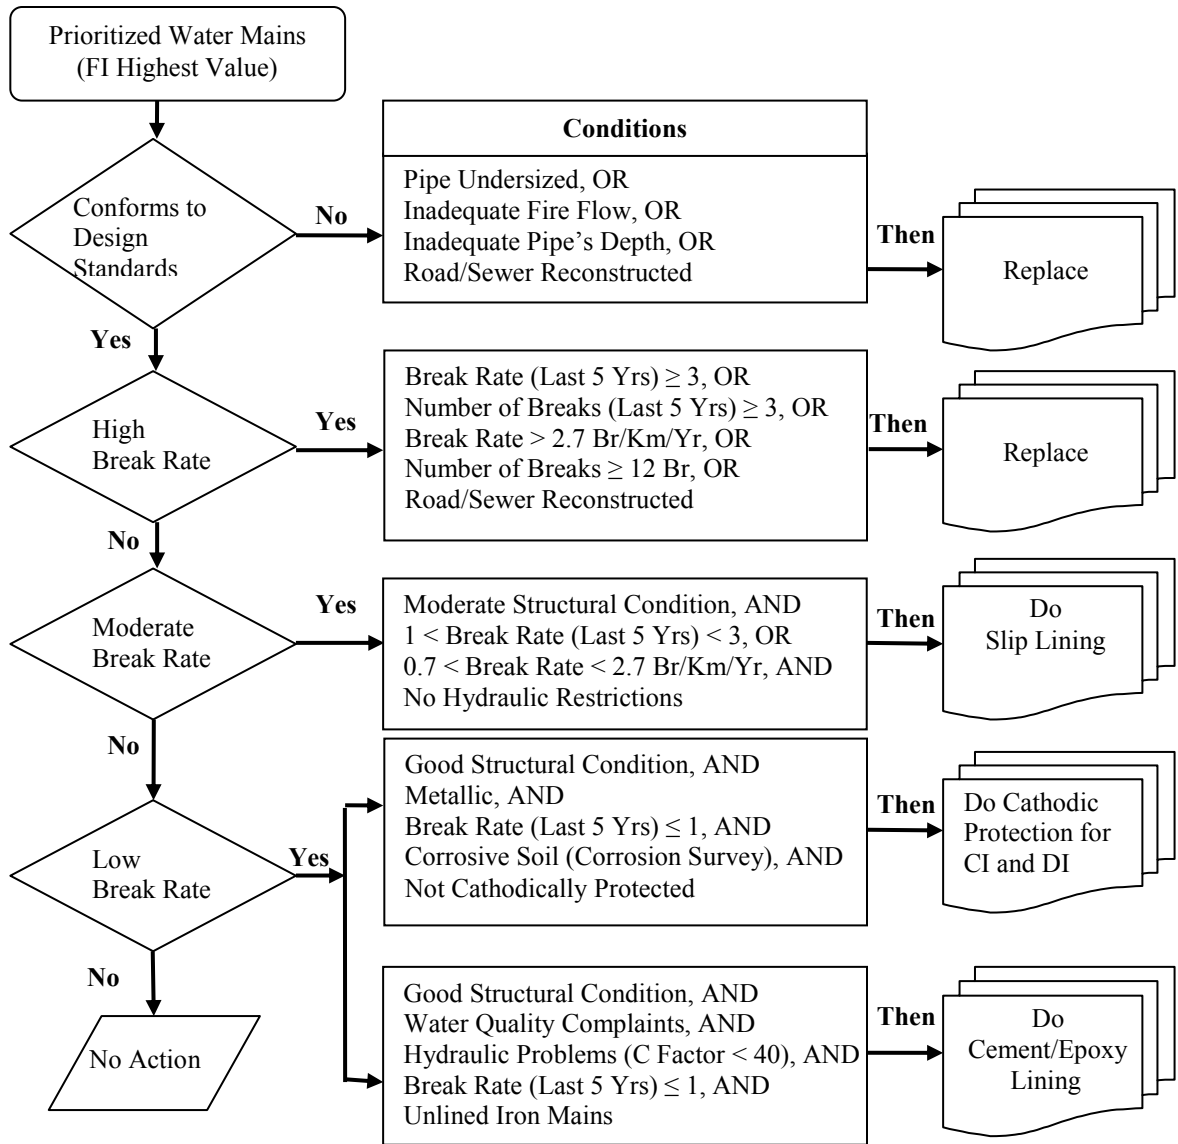 Prioritized Water Mains
(FI Highest Value)
Conforms to
Design
Standards
No
Conditions
Pipe Undersized, OR
Inadequate Fire Flow, OR
Inadequate Pipe's Depth, OR
Road/Sewer Reconstructed
Then
Replace
Yes
High
Break Rate
Yes
Break Rate (Last 5 Yrs) ≥ 3, OR
Number of Breaks (Last 5 Yrs) ≥ 3, OR
Break Rate > 2.7 Br/Km/Yr, OR
Number of Breaks ≥ 12 Br, OR
Road/Sewer Reconstructed
Then
Replace
No
Moderate
Break Rate
Yes
Moderate Structural Condition, AND
1 < Break Rate (Last 5 Yrs) < 3, OR
0.7 < Break Rate < 2.7 Br/Km/Yr, AND
No Hydraulic Restrictions
Then
Do
Slip Lining
No
Low
Break Rate
Yes
Good Structural Condition, AND
Metallic, AND
Break Rate (Last 5 Yrs) ≤ 1, AND
Corrosive Soil (Corrosion Survey), AND
Not Cathodically Protected
Then
Do Cathodic
Protection for
CI and DI
No
No Action
Good Structural Condition, AND
Water Quality Complaints, AND
Hydraulic Problems (C Factor < 40), AND
Break Rate (Last 5 Yrs) ≤ 1, AND
Unlined Iron Mains
Then
Do
Cement/Epoxy
Lining